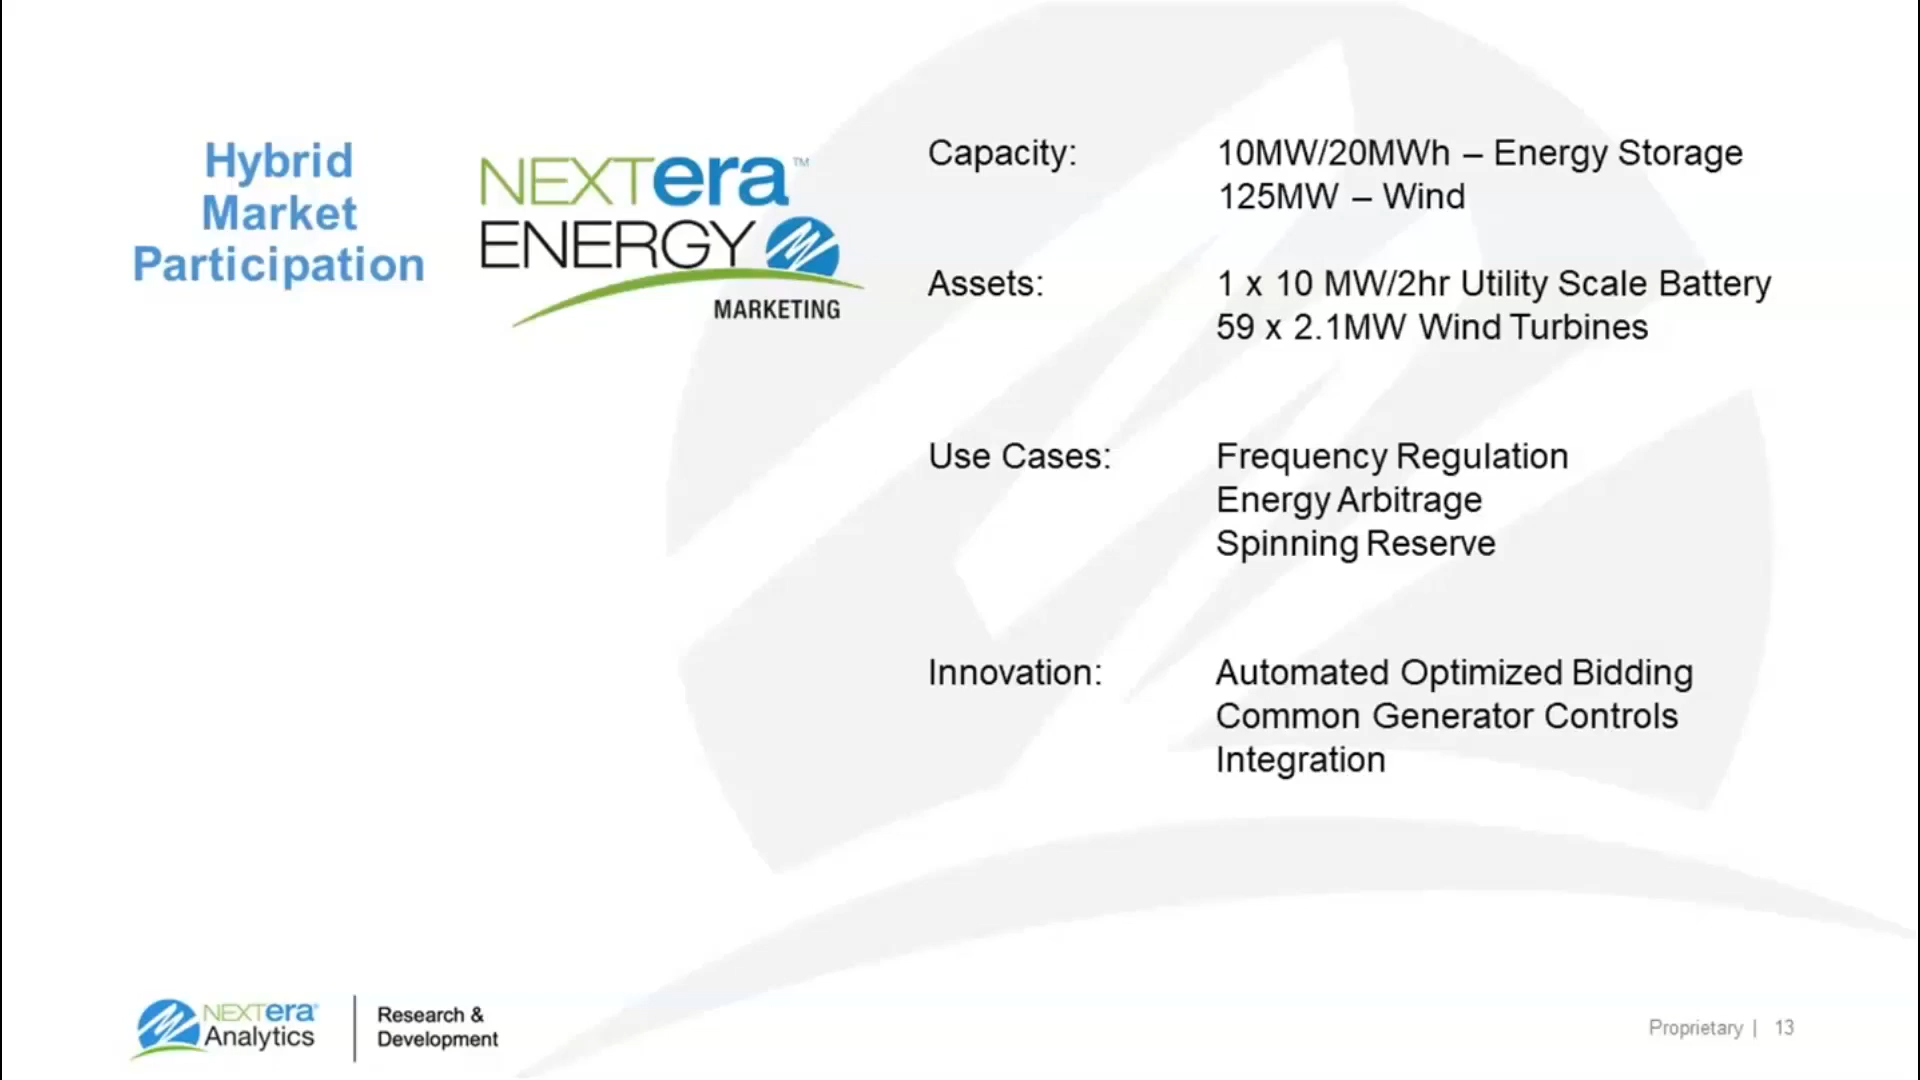 Hybrid
Market
Participation
NEXTera™
ENERGY
MARKETING
Capacity: 10MW/20MWh – Energy Storage
125MW – Wind
Assets: 1 x 10 MW/2hr Utility Scale Battery
59 x 2.1MW Wind Turbines
Use Cases: Frequency Regulation
Energy Arbitrage
Spinning Reserve
Innovation: Automated Optimized Bidding
Common Generator Controls
Integration
NEXTera®
Analytics
Research &
Development
Proprietary | 13